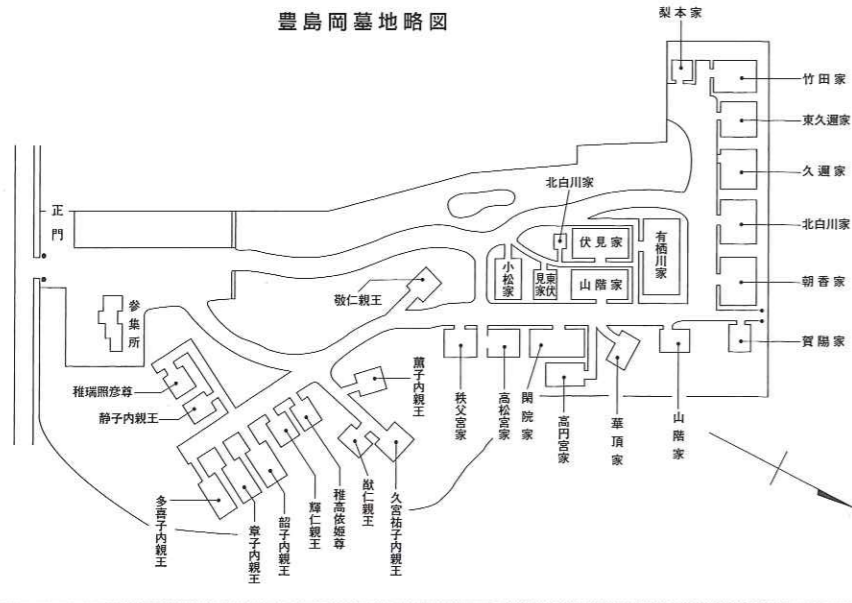 豊島岡墓地略図
梨本家
竹田家
東久邇家
久邇家
北白川家
朝香家
賀陽家
北白川家
伏見家
有栖川家
小松家
東伏見家
山階家
正門
参集所
敬仁親王
稚瑞照彦尊
静子内親王
薫子内親王
秩父宮家
高松宮家
閑院家
高円宮家
華頂家
山階家
多喜子内親王
章子内親王
韶子内親王
輝仁親王
稚高依姫尊
猷仁親王
久宮祐子内親王